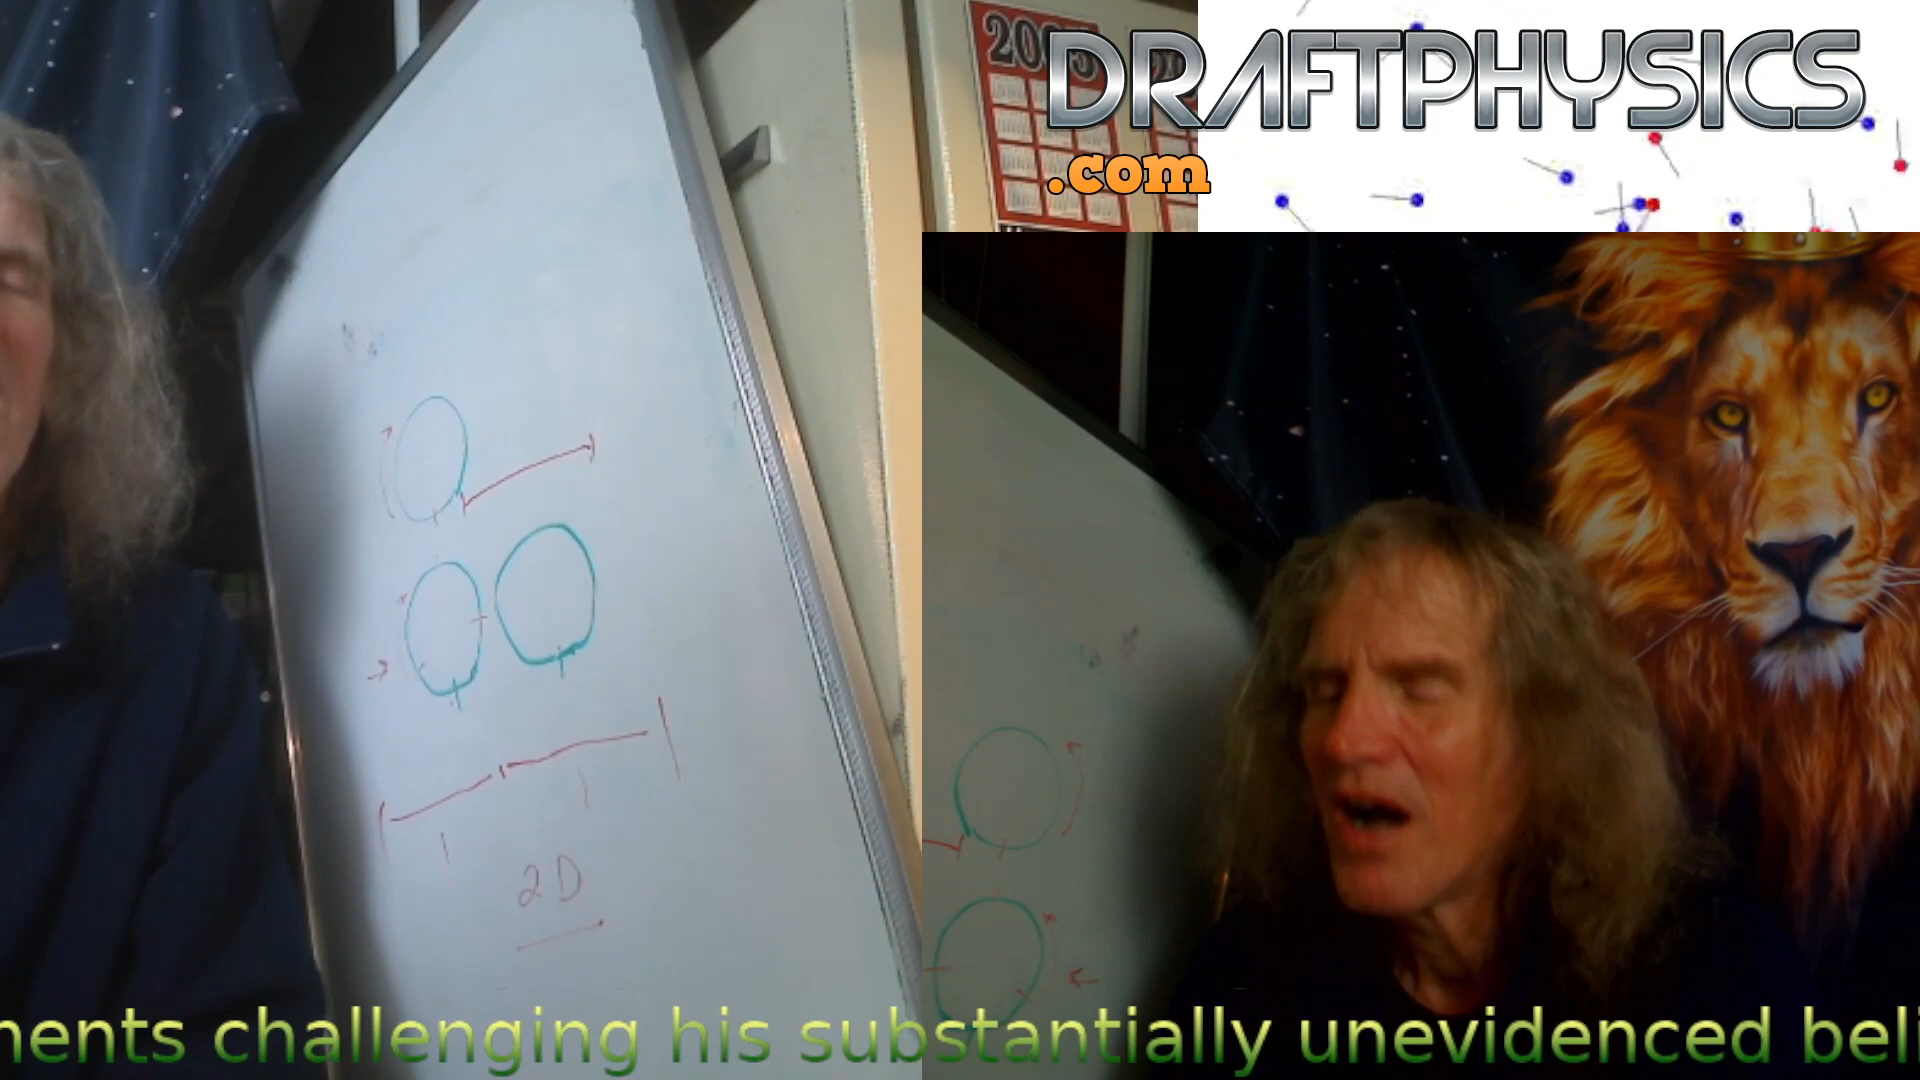 DRAFTPHYSICS
.com
2D
ments challenging his substantially unevidenced beli